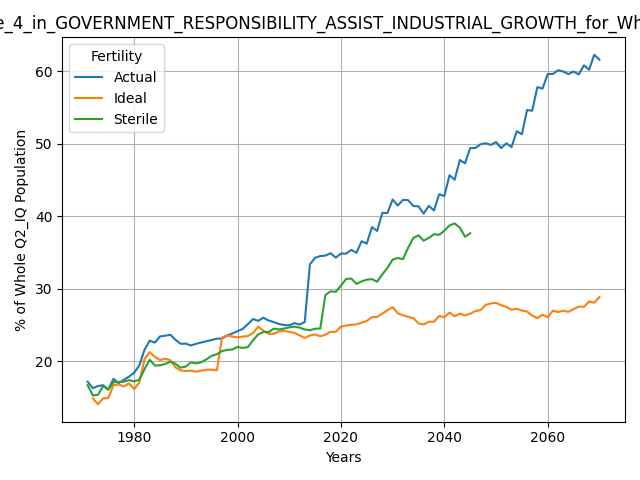 e_4_in_GOVERNMENT_RESPONSIBILITY_ASSIST_INDUSTRIAL_GROWTH_for_Wh
Fertility
Actual
Ideal
Sterile
% of Whole Q2_IQ Population
60
50
40
30
20
1980 2000 2020 2040 2060
Years